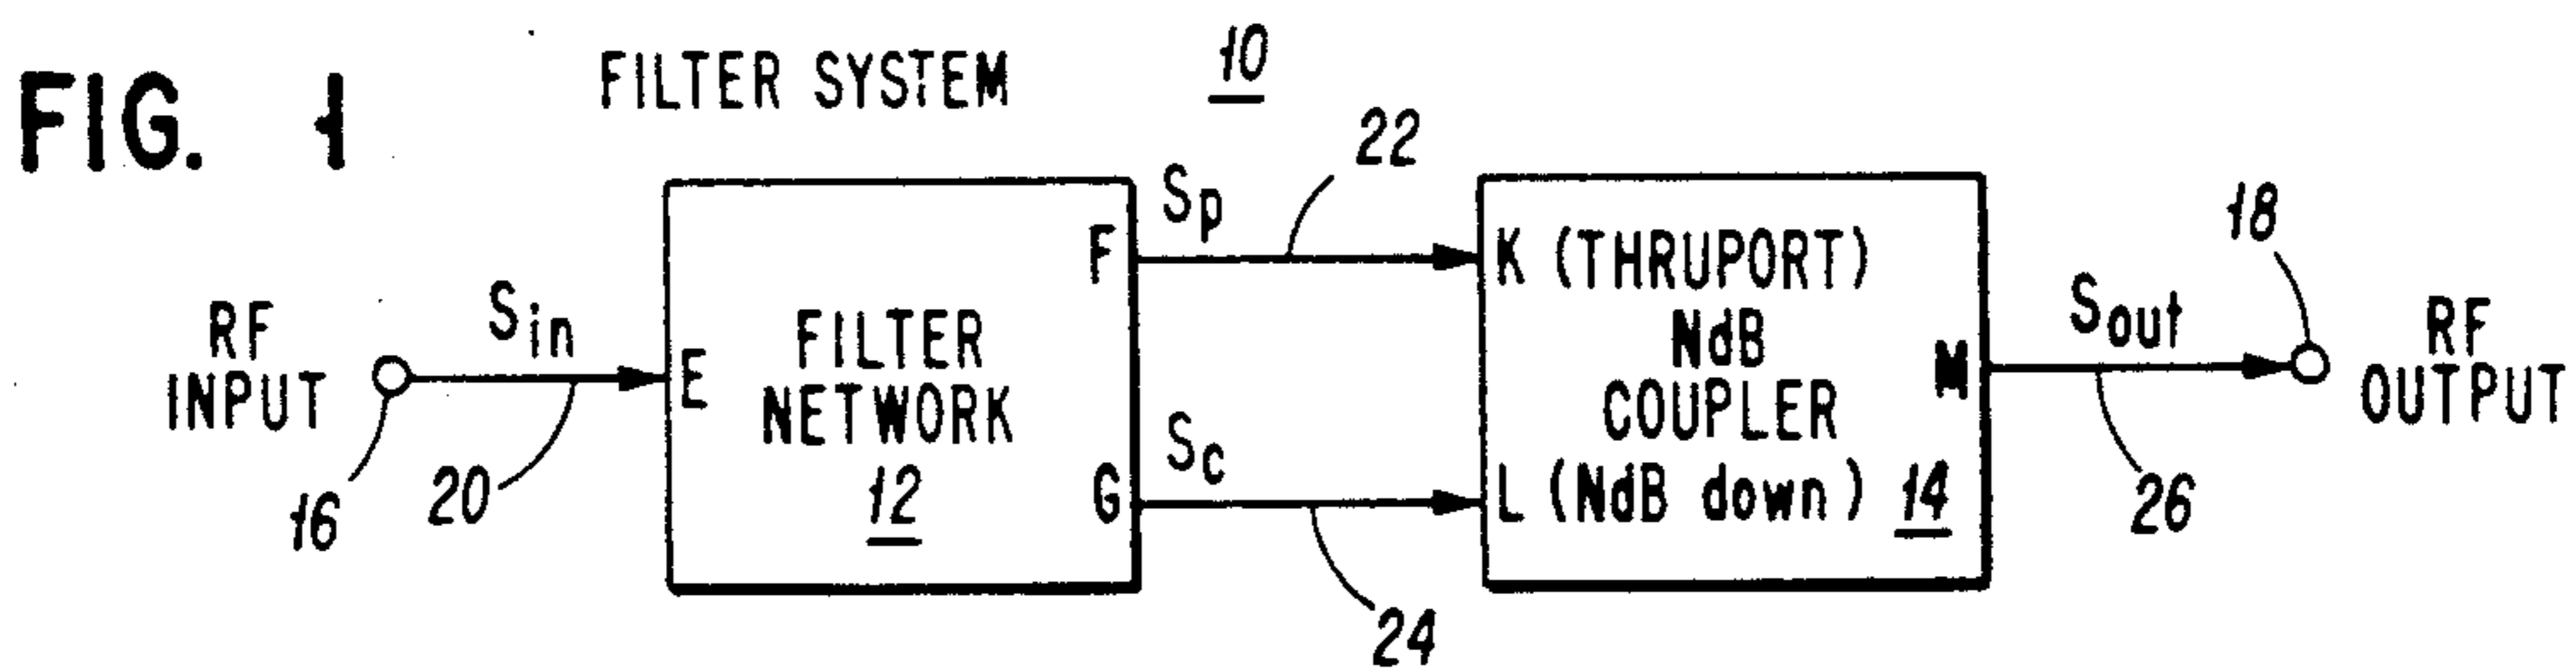 FIG. 1
FILTER SYSTEM 10
RF
INPUT
16
Sin
20
E
FILTER
NETWORK
12
F
G
Sp
22
Sc
24
K (THRUPORT)
NdB
COUPLER
L (NdB down) 14
M
Sout
26
18
RF
OUTPUT